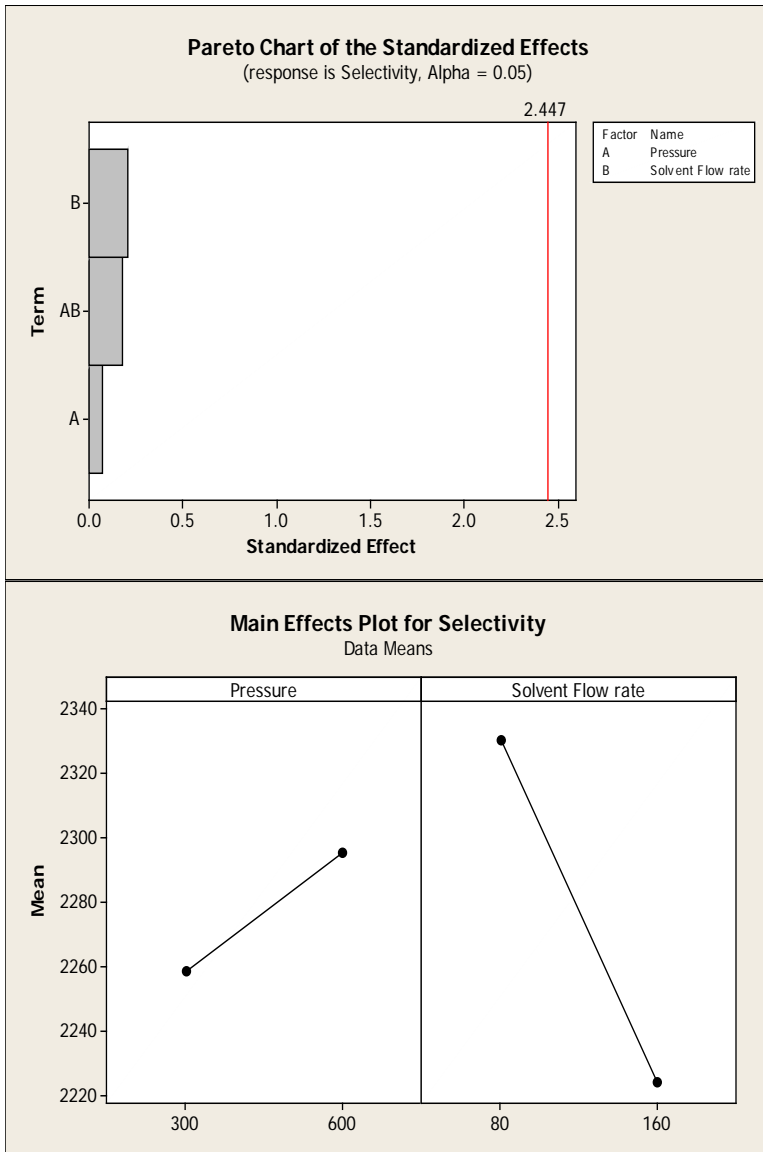 Pareto Chart of the Standardized Effects
(response is Selectivity, Alpha = 0.05)
2.447
Factor Name
A Pressure
B Solvent Flow rate
Term
B
AB
A
0.0 0.5 1.0 1.5 2.0 2.5
Standardized Effect
Main Effects Plot for Selectivity
Data Means
Pressure Solvent Flow rate
Mean
2340
2320
2300
2280
2260
2240
2220
300 600 80 160